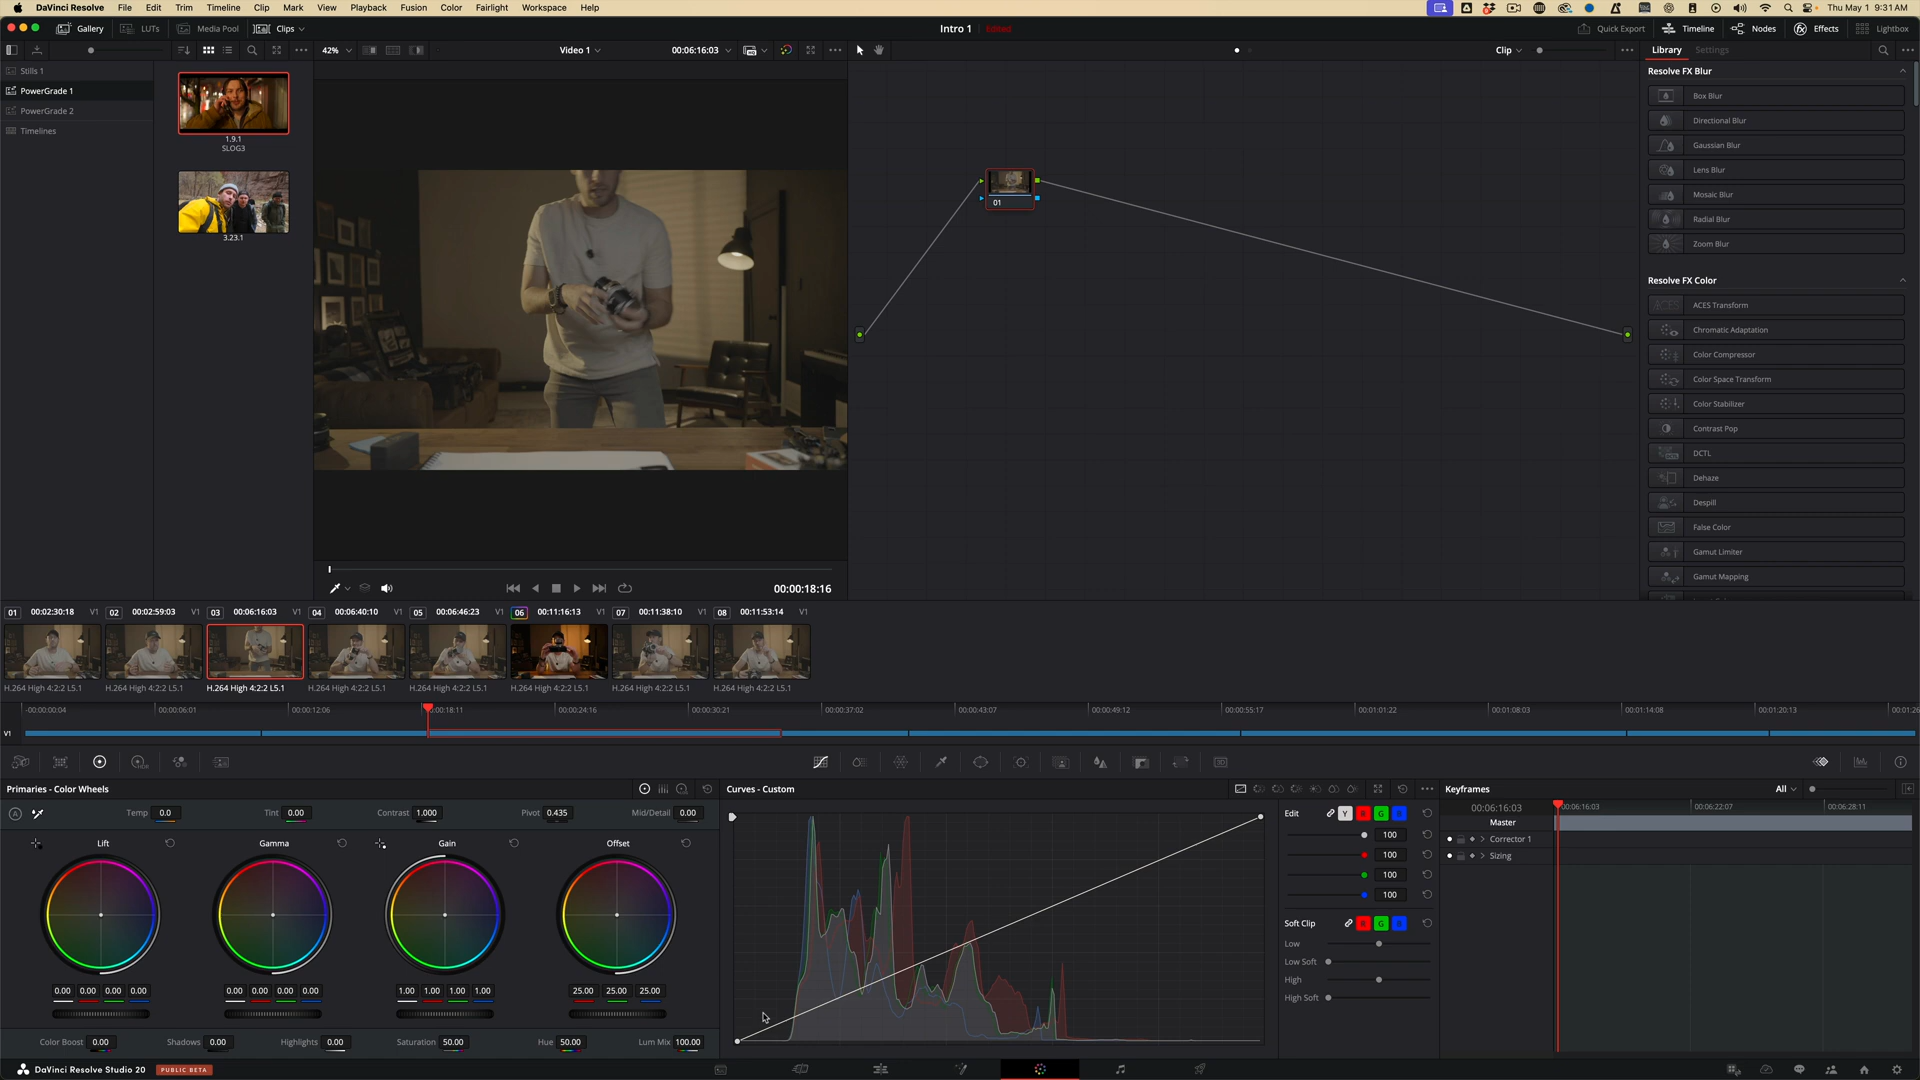 DaVinci Resolve File Edit Trim Timeline Clip Mark View Playback Fusion Color Fairlight Workspace Help Thu May 1 9:31 AM
Gallery LUTs Media Pool Clips Intro 1 Edited Quick Export Timeline Nodes Effects Lightbox
42% Video 1 00:06:16:03 Clip Library Settings
Stills 1
PowerGrade 1
PowerGrade 2
Timelines
1.9.1
SLOG3
3.23.1
01
Resolve FX Blur
Box Blur
Directional Blur
Gaussian Blur
Lens Blur
Mosaic Blur
Radial Blur
Zoom Blur
Resolve FX Color
ACES Transform
Chromatic Adaptation
Color Compressor
Color Space Transform
Color Stabilizer
Contrast Pop
DCTL
Dehaze
Despill
False Color
Gamut Limiter
Gamut Mapping
00:00:18:16
01 00:02:30:18 V1 02 00:02:59:03 V1 03 00:06:16:03 V1 04 00:06:40:10 V1 05 00:06:46:23 V1 06 00:11:16:13 V1 07 00:11:38:10 V1 08 00:11:53:14 V1
H.264 High 4:2:2 L5.1 H.264 High 4:2:2 L5.1 H.264 High 4:2:2 L5.1 H.264 High 4:2:2 L5.1 H.264 High 4:2:2 L5.1 H.264 High 4:2:2 L5.1 H.264 High 4:2:2 L5.1 H.264 High 4:2:2 L5.1
-00:00:00:04 00:00:06:01 00:00:12:06 00:18:11 00:00:24:16 00:00:30:21 00:00:37:02 00:00:43:07 00:00:49:12 00:00:55:17 00:01:01:22 00:01:08:03 00:01:14:08 00:01:20:13 00:01:26
V1
Primaries - Color Wheels Curves - Custom Keyframes All
Temp 0.0 Tint 0.00 Contrast 1.000 Pivot 0.435 Mid/Detail 0.00
Lift Gamma Gain Offset
0.00 0.00 0.00 0.00 0.00 0.00 0.00 0.00 1.00 1.00 1.00 1.00 25.00 25.00 25.00
Color Boost 0.00 Shadows 0.00 Highlights 0.00 Saturation 50.00 Hue 50.00 Lum Mix 100.00
Edit Y R G B
100
100
100
100
Soft Clip R G B
Low
Low Soft
High
High Soft
00:06:16:03 00:06:16:03 00:06:22:07 00:06:28:11
Master
Corrector 1
Sizing
DaVinci Resolve Studio 20 PUBLIC BETA